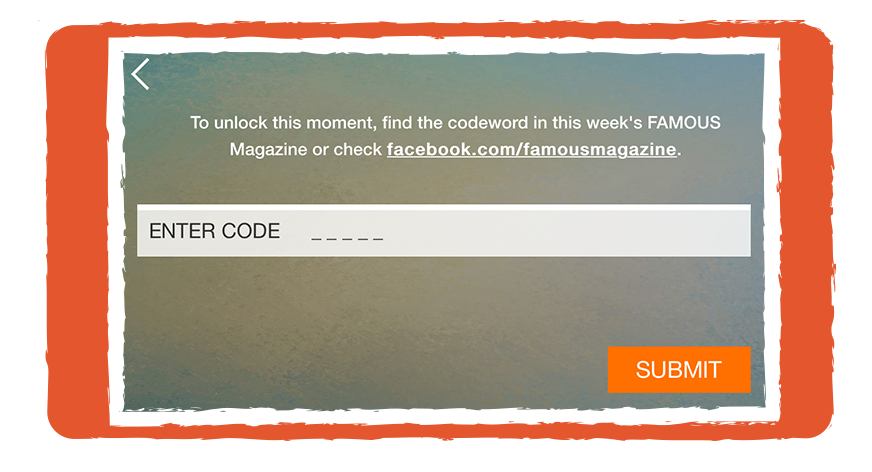 To unlock this moment, find the codeword in this week's FAMOUS
Magazine or check facebook.com/famousmagazine.
ENTER CODE _ _ _ _ _
SUBMIT